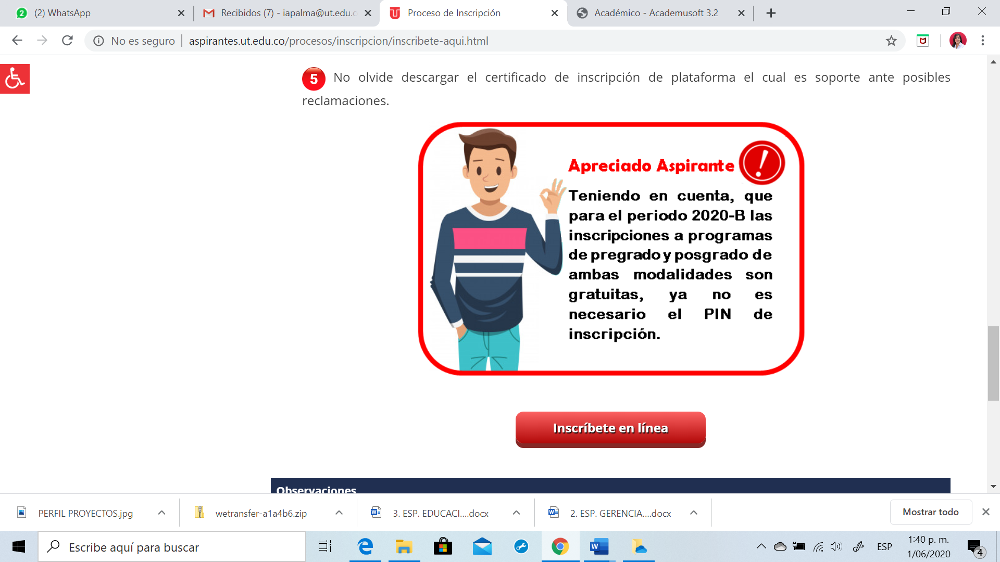 (2) WhatsApp
Recibidos (7) - iapalma@ut.edu.c
Proceso de Inscripción
Académico - Academusoft 3.2
No es seguro
aspirantes.ut.edu.co/procesos/inscripcion/inscribete-aqui.html
5 No olvide descargar el certificado de inscripción de plataforma el cual es soporte ante posibles
reclamaciones.
Apreciado Aspirante
Teniendo en cuenta, que
para el periodo 2020-B las
inscripciones a programas
de pregrado y posgrado de
ambas modalidades son
gratuitas, ya no es
necesario el PIN de
inscripción.
Inscríbete en línea
Observaciones
PERFIL PROYECTOS.jpg
wetransfer-a1a4b6.zip
3. ESP. EDUCACI....docx
2. ESP. GERENCIA....docx
Mostrar todo
Escribe aquí para buscar
ESP
1:40 p. m.
1/06/2020
4